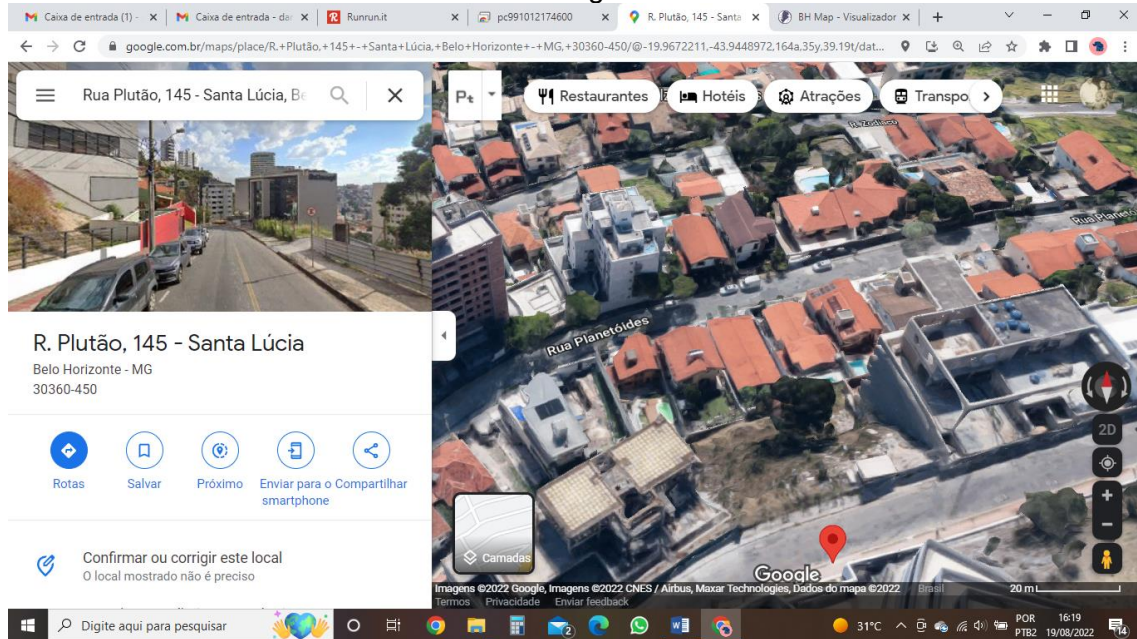 Caixa de entrada (1) -
Caixa de entrada - dan
Runrun.it
pc991012174600
R. Plutão, 145 - Santa
BH Map - Visualizador
google.com.br/maps/place/R.+Plutão,+145+-+Santa+Lúcia,+Belo+Horizonte+-+MG,+30360-450/@-19.9672211,-43.9448972,164a,35y,39.19t/dat...
Rua Plutão, 145 - Santa Lúcia, Be
Restaurantes
Hotéis
Atrações
Transpo
R. Zodíaco
Rua Planetó
Rua Planetóides
R. Plutão, 145 - Santa Lúcia
Belo Horizonte - MG
30360-450
2D
Rotas
Salvar
Próximo
Enviar para o smartphone
Compartilhar
Camadas
Confirmar ou corrigir este local
O local mostrado não é preciso
Google
Imagens ©2022 Google, Imagens ©2022 CNES / Airbus, Maxar Technologies, Dados do mapa ©2022
Brasil
20 m
Termos
Privacidade
Enviar feedback
Digite aqui para pesquisar
31°C
POR
PTB2
16:19
19/08/2022